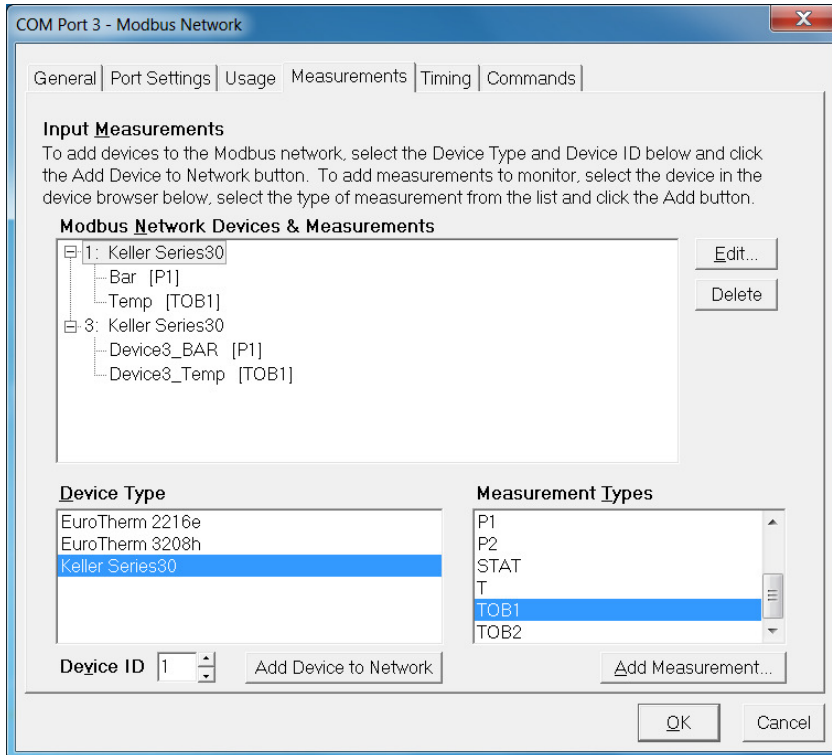 COM Port 3 - Modbus Network
General Port Settings Usage Measurements Timing Commands
Input Measurements
To add devices to the Modbus network, select the Device Type and Device ID below and click
the Add Device to Network button. To add measurements to monitor, select the device in the
device browser below, select the type of measurement from the list and click the Add button.
Modbus Network Devices & Measurements
1: Keller Series30
Bar [P1]
Temp [TOB1]
3: Keller Series30
Device3_BAR [P1]
Device3_Temp [TOB1]
Edit...
Delete
Device Type
EuroTherm 2216e
EuroTherm 3208h
Keller Series30
Measurement Types
P1
P2
STAT
T
TOB1
TOB2
Device ID 1 Add Device to Network
Add Measurement...
OK Cancel